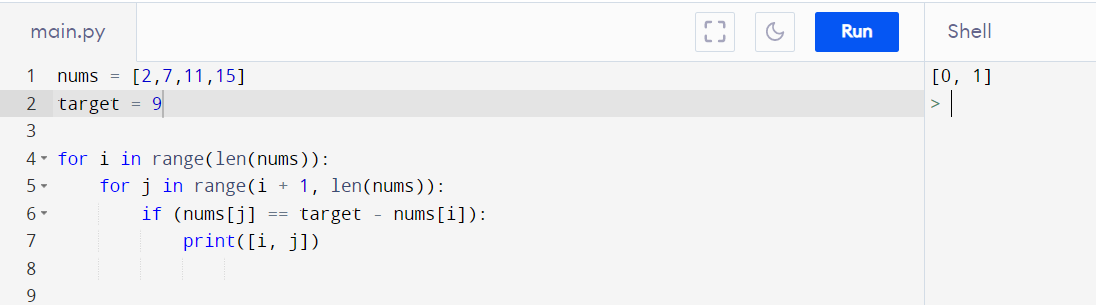 main.py
Run
Shell
1 nums = [2,7,11,15]
2 target = 9
3
4 for i in range(len(nums)):
5     for j in range(i + 1, len(nums)):
6         if (nums[j] == target - nums[i]):
7             print([i, j])
8
9
[0, 1]
>